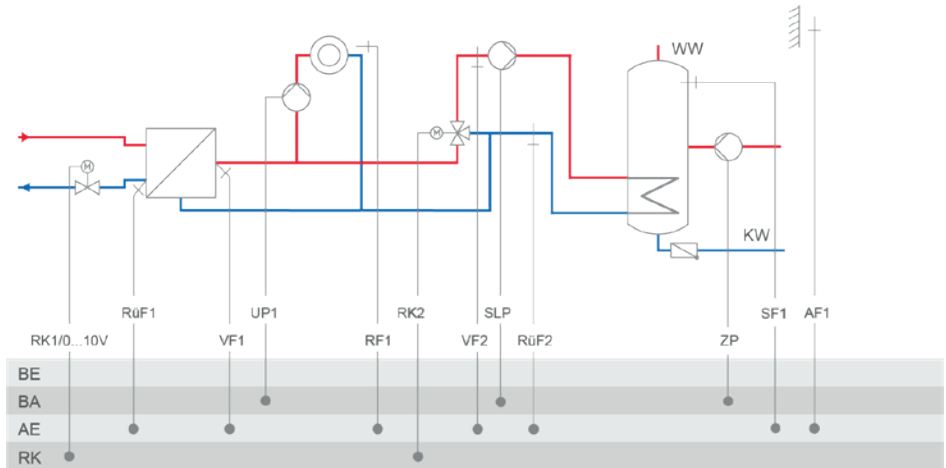 WW
M
M
KW
RüF1 UP1 RK2 SLP SF1 AF1
RK1/0...10V VF1 RF1 VF2 RüF2 ZP
BE
BA
AE
RK